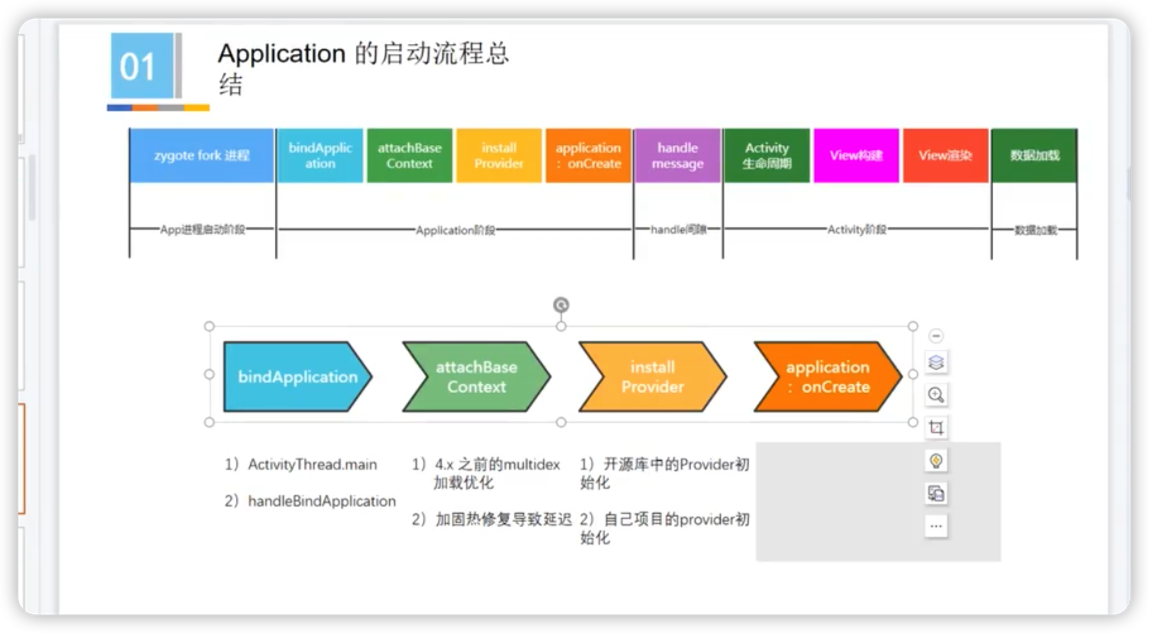 01
Application 的启动流程总
结
zygote fork 进程
bindApplic
ation
attachBase
Context
install
Provider
application
：onCreate
handle
message
Activity
生命周期
View构建
View渲染
数据加载
App进程启动阶段
Application阶段
handle间隙
Activity阶段
数据加载
bindApplication
attachBase
Context
install
Provider
application
：onCreate
1）ActivityThread.main
2）handleBindApplication
1）4.x 之前的multidex
加载优化
2）加固热修复导致延迟
1）开源库中的Provider初
始化
2）自己项目的provider初
始化